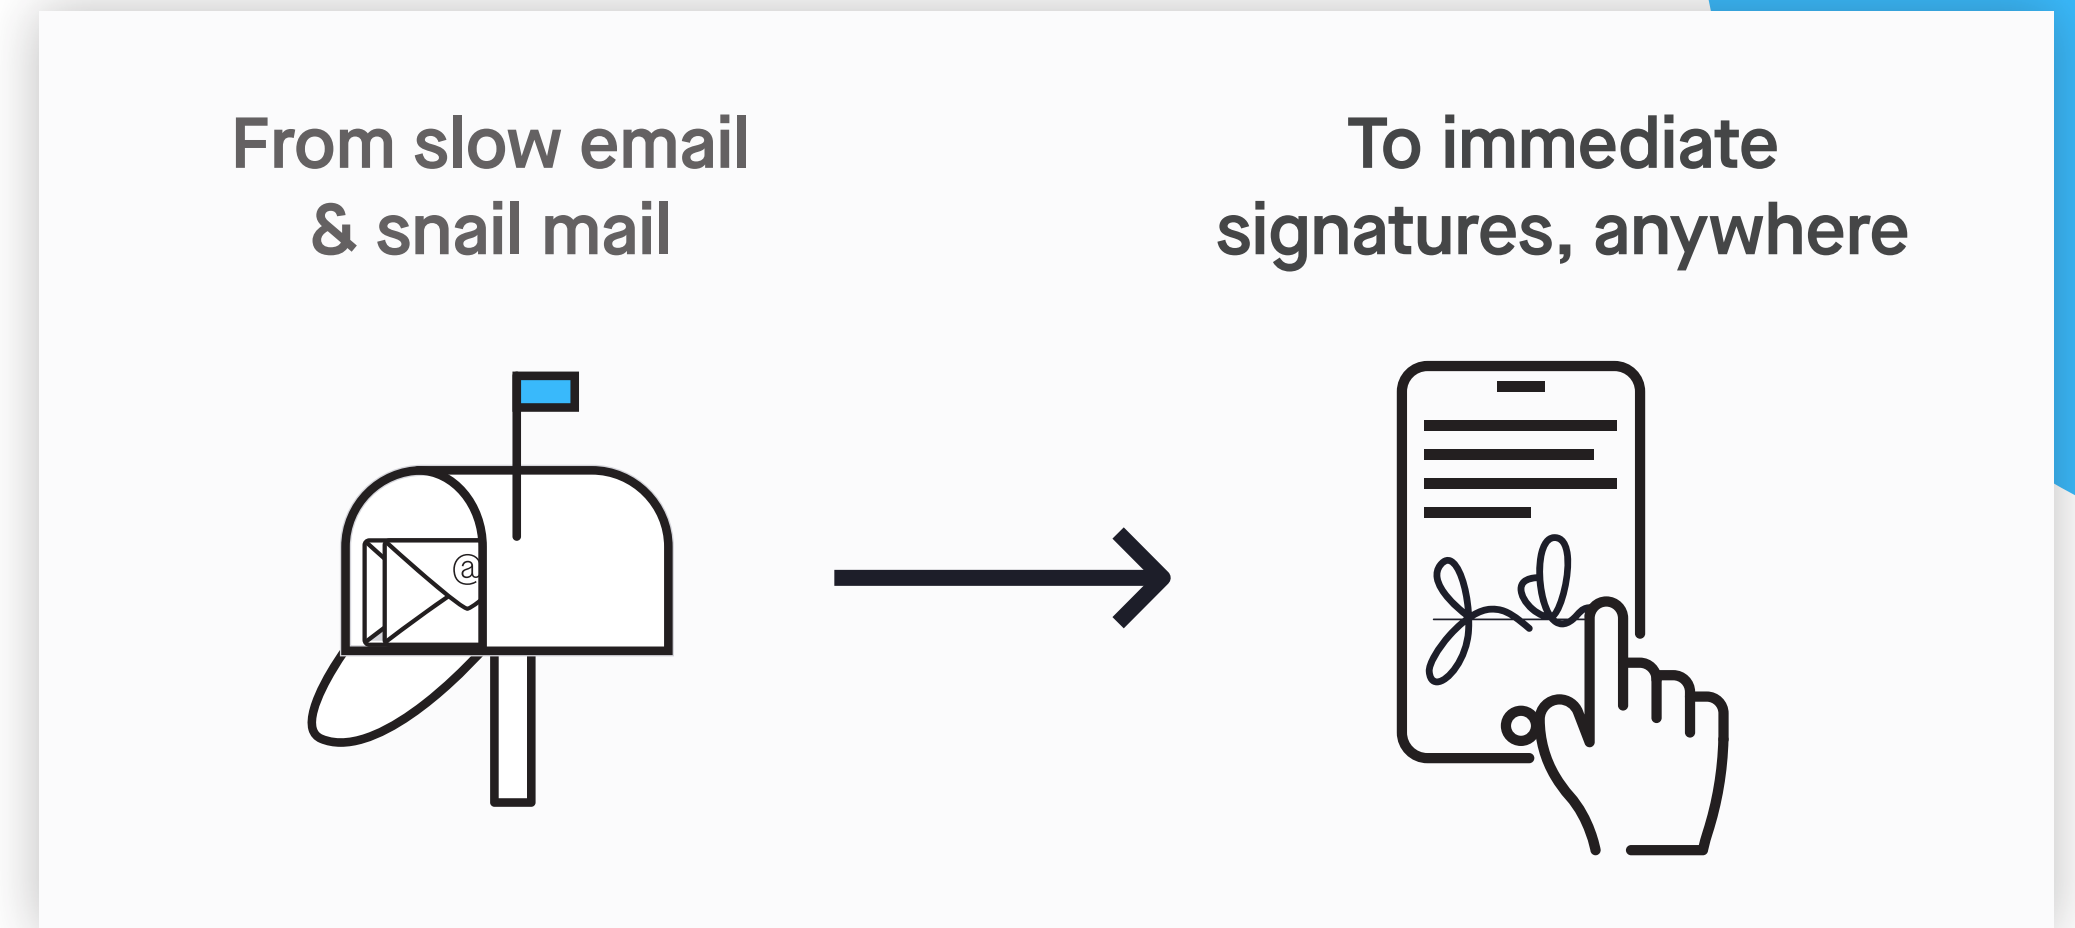 From slow email
& snail mail
To immediate
signatures, anywhere
@